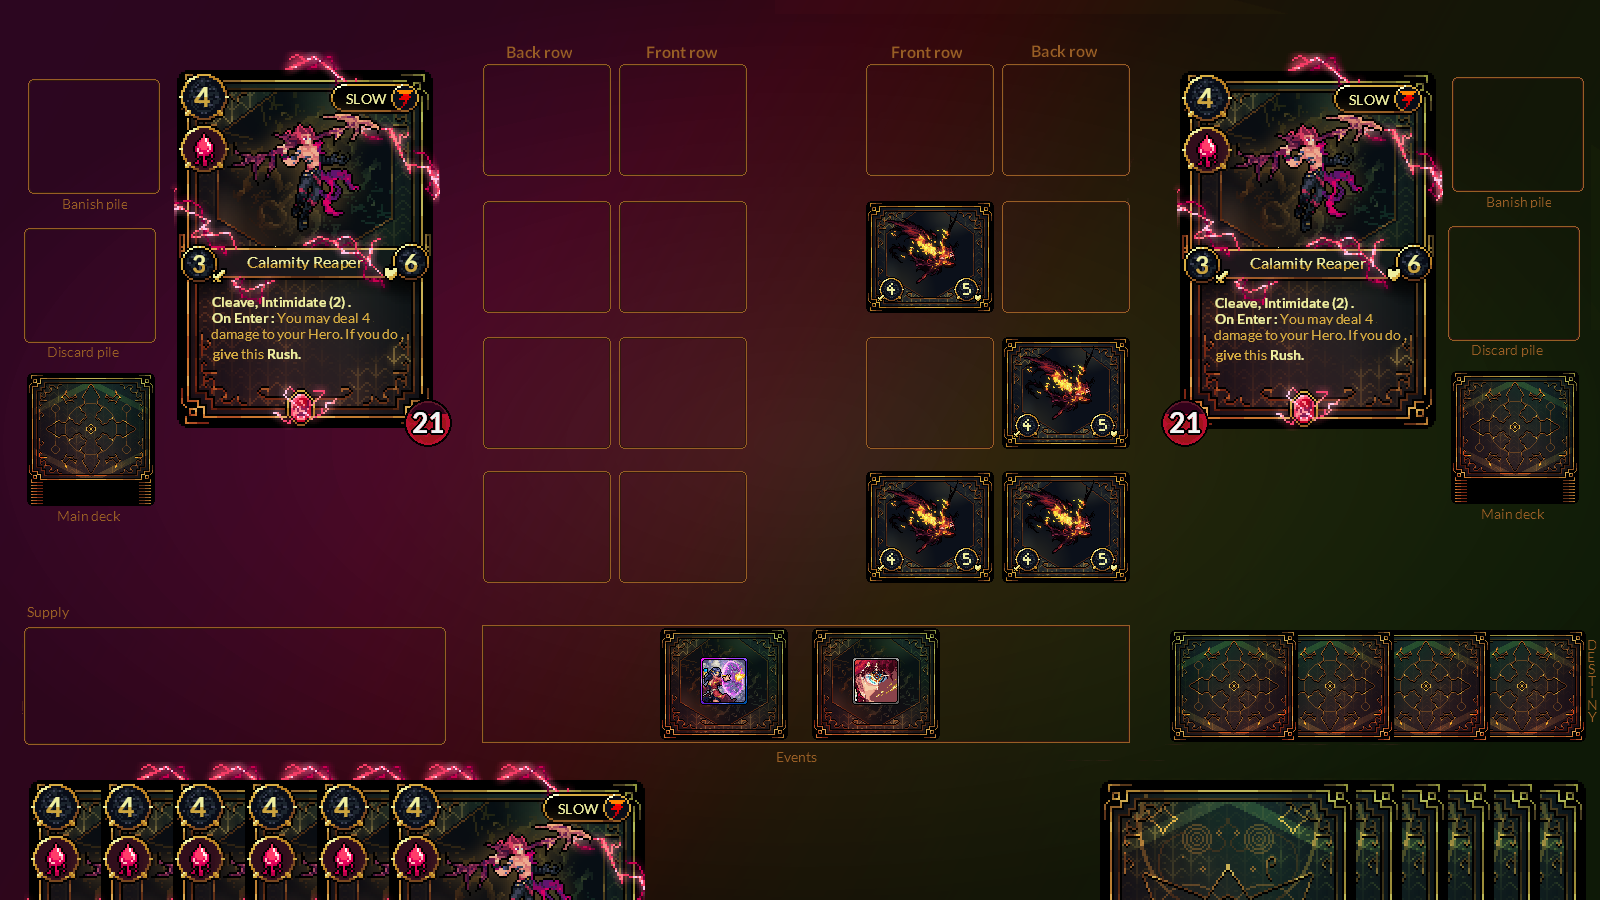 Back row
Front row
Front row
Back row
4
SLOW
Calamity Reaper
3
6
Cleave, Intimidate (2) .
On Enter : You may deal 4
damage to your Hero. If you do ,
give this Rush.
21
4
SLOW
Calamity Reaper
3
6
Cleave, Intimidate (2) .
On Enter : You may deal 4
damage to your Hero. If you do ,
give this Rush.
21
Banish pile
Discard pile
Main deck
Banish pile
Discard pile
Main deck
4 5
4 5
4 5
4 5
Supply
Events
DESTINY
4 4 4 4 4 4
SLOW